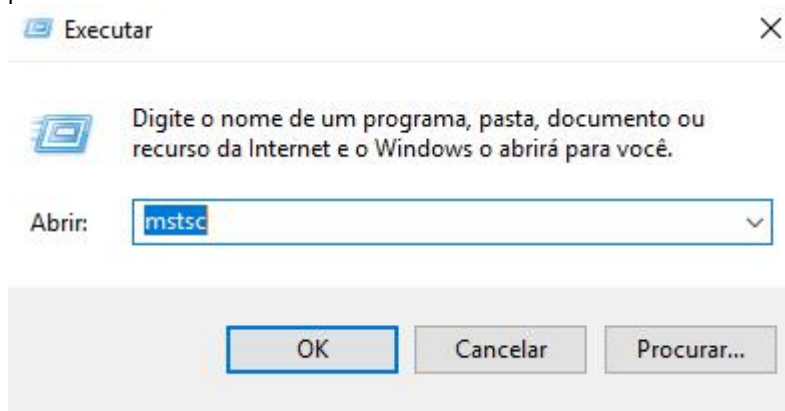 Executar
Digite o nome de um programa, pasta, documento ou
recurso da Internet e o Windows o abrirá para você.
Abrir: mstsc
OK Cancelar Procurar...